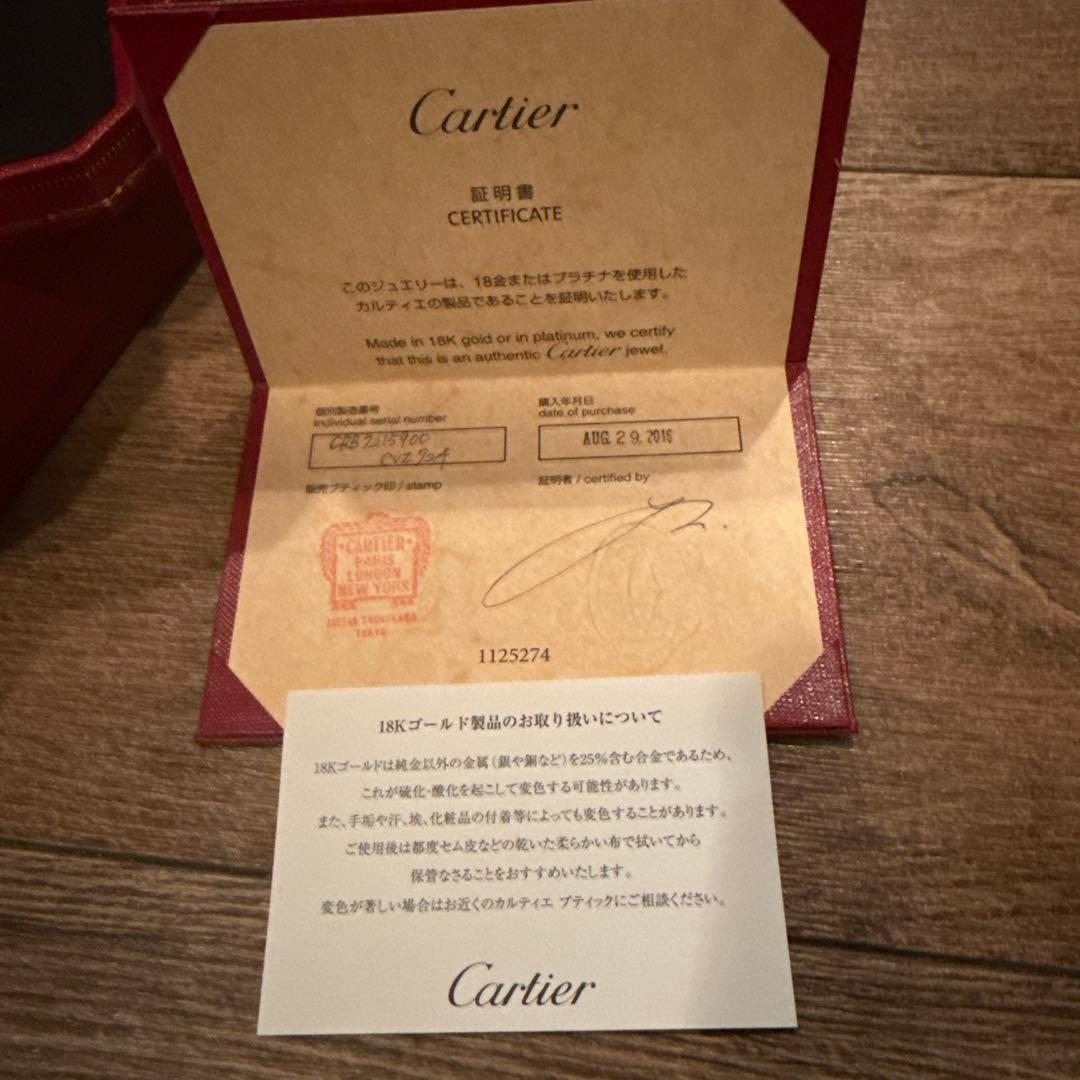 Cartier
証明書
CERTIFICATE
このジュエリーは、18金またはプラチナを使用した
カルティエの製品であることを証明いたします。
Made in 18K gold or in platinum, we certify
that this is an authentic Cartier jewel.
個別製造番号
individual serial number
購入年月日
date of purchase
AUG. 29. 2016
販売ブティック印 / stamp
証明者 / certified by
CARTIER
PARIS
LONDON
NEW YORK
TOKYO
1125274
18Kゴールド製品のお取り扱いについて
18Kゴールドは純金以外の金属(銀や銅など)を25%含む合金であるため、
これが硫化・酸化を起こして変色する可能性があります。
また、手垢や汗、埃、化粧品の付着等によっても変色することがあります。
ご使用後は都度セム皮などの乾いた柔らかい布で拭いてから
保管なさることをおすすめいたします。
変色が著しい場合はお近くのカルティエ ブティックにご相談ください。
Cartier